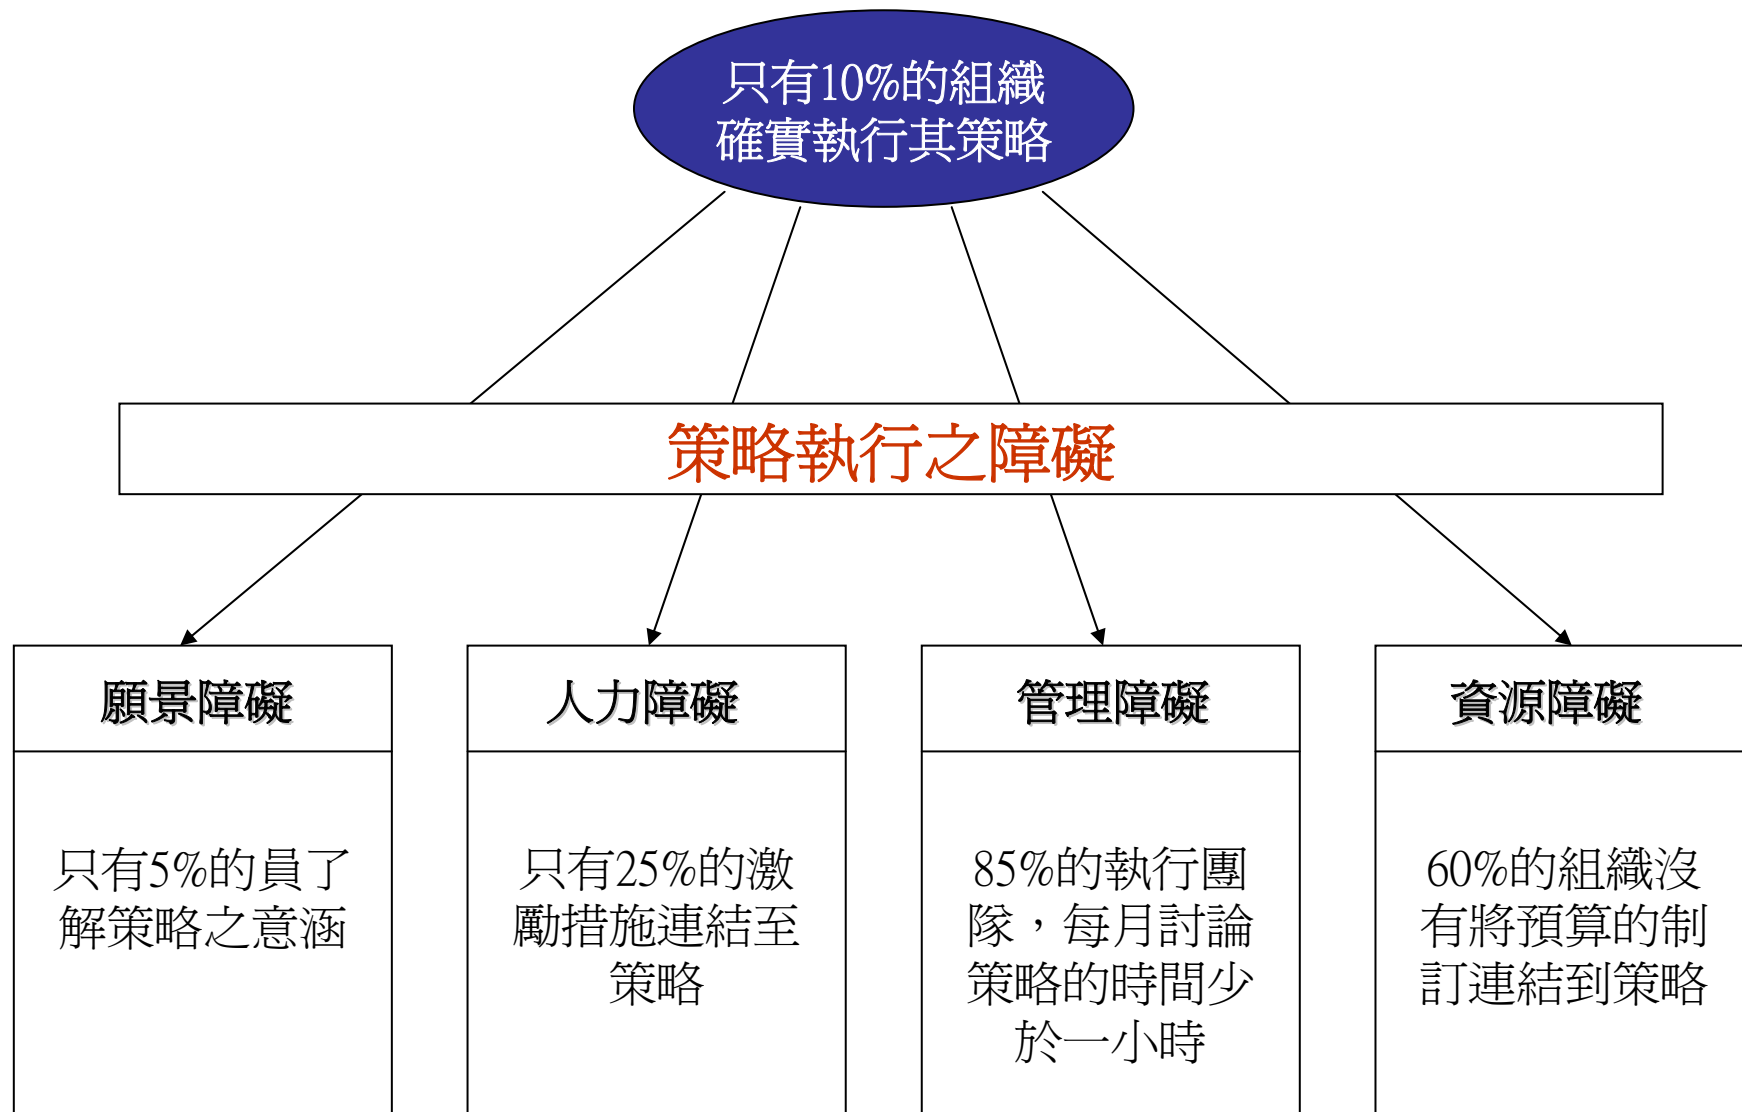 只有10%的組織
確實執行其策略
策略執行之障礙
願景障礙
只有5%的員了
解策略之意涵
人力障礙
只有25%的激
勵措施連結至
策略
管理障礙
85%的執行團
隊，每月討論
策略的時間少
於一小時
資源障礙
60%的組織沒
有將預算的制
訂連結到策略